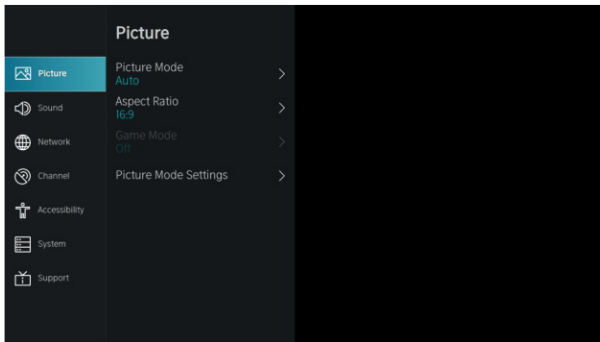 Picture
Picture
Sound
Network
Channel
Accessibility
System
Support
Picture Mode
Auto
Aspect Ratio
16:9
Game Mode
Off
Picture Mode Settings